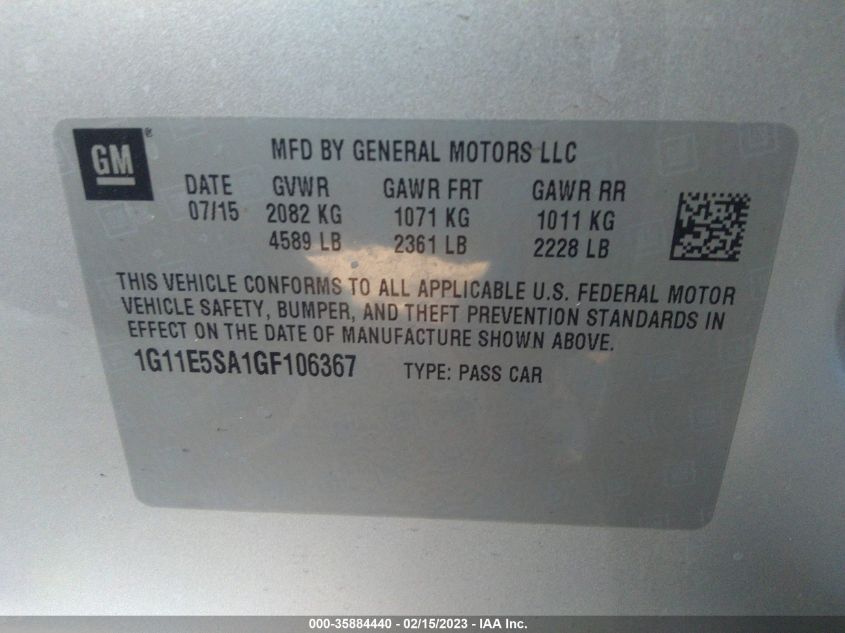 GM ®
MFD BY GENERAL MOTORS LLC
DATE GVWR GAWR FRT GAWR RR
07/15 2082 KG 1071 KG 1011 KG
4589 LB 2361 LB 2228 LB
THIS VEHICLE CONFORMS TO ALL APPLICABLE U.S. FEDERAL MOTOR
VEHICLE SAFETY, BUMPER, AND THEFT PREVENTION STANDARDS IN
EFFECT ON THE DATE OF MANUFACTURE SHOWN ABOVE.
1G11E5SA1GF106367 TYPE: PASS CAR
000-35884440 - 02/15/2023 - IAA Inc.